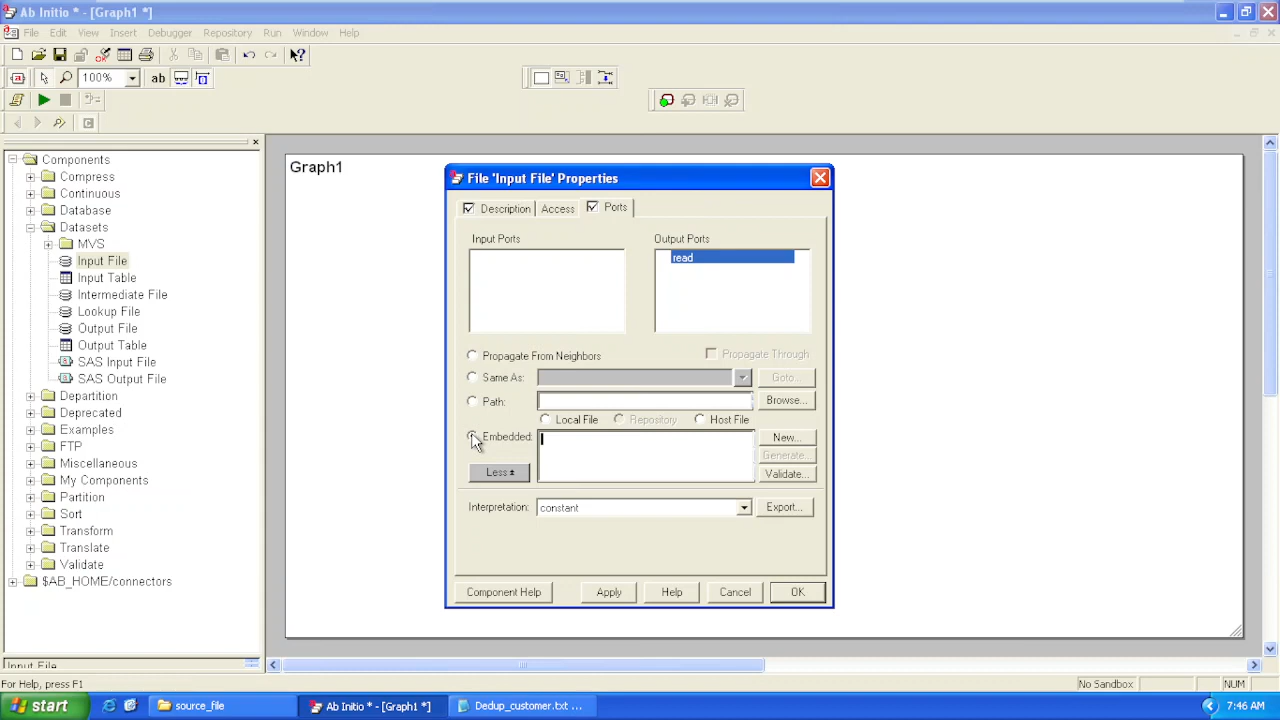 Ab Initio * - [Graph1 *]
File Edit View Insert Debugger Repository Run Window Help
100%
ab
Components
Compress
Continuous
Database
Datasets
MVS
Input File
Input Table
Intermediate File
Lookup File
Output File
Output Table
SAS Input File
SAS Output File
Departition
Deprecated
Examples
FTP
Miscellaneous
My Components
Partition
Sort
Transform
Translate
Validate
$AB_HOME/connectors
Input File
Graph1
File 'Input File' Properties
Description Access Ports
Input Ports Output Ports
read
Propagate From Neighbors Propagate Through
Same As: Goto...
Path: Browse...
Local File Repository Host File
Embedded: New...
Generate...
Less Validate...
Interpretation: constant Export...
Component Help Apply Help Cancel OK
For Help, press F1 No Sandbox NUM
start source_file Ab Initio * - [Graph1 *] Dedup_customer.txt ... 7:46 AM